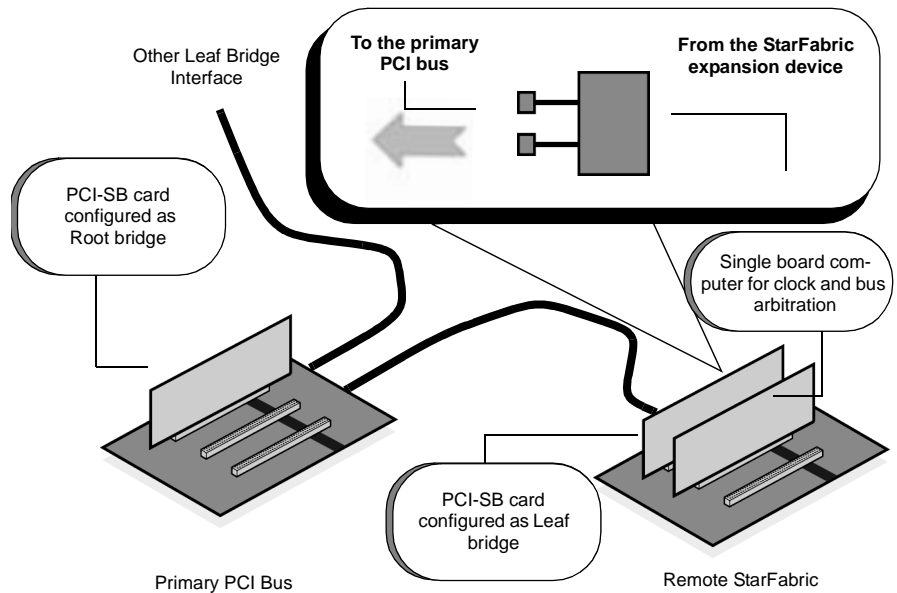 Other Leaf Bridge
Interface
To the primary
PCI bus
From the StarFabric
expansion device
PCI-SB card
configured as
Root bridge
Single board com-
puter for clock and bus
arbitration
PCI-SB card
configured as Leaf
bridge
Primary PCI Bus
Remote StarFabric